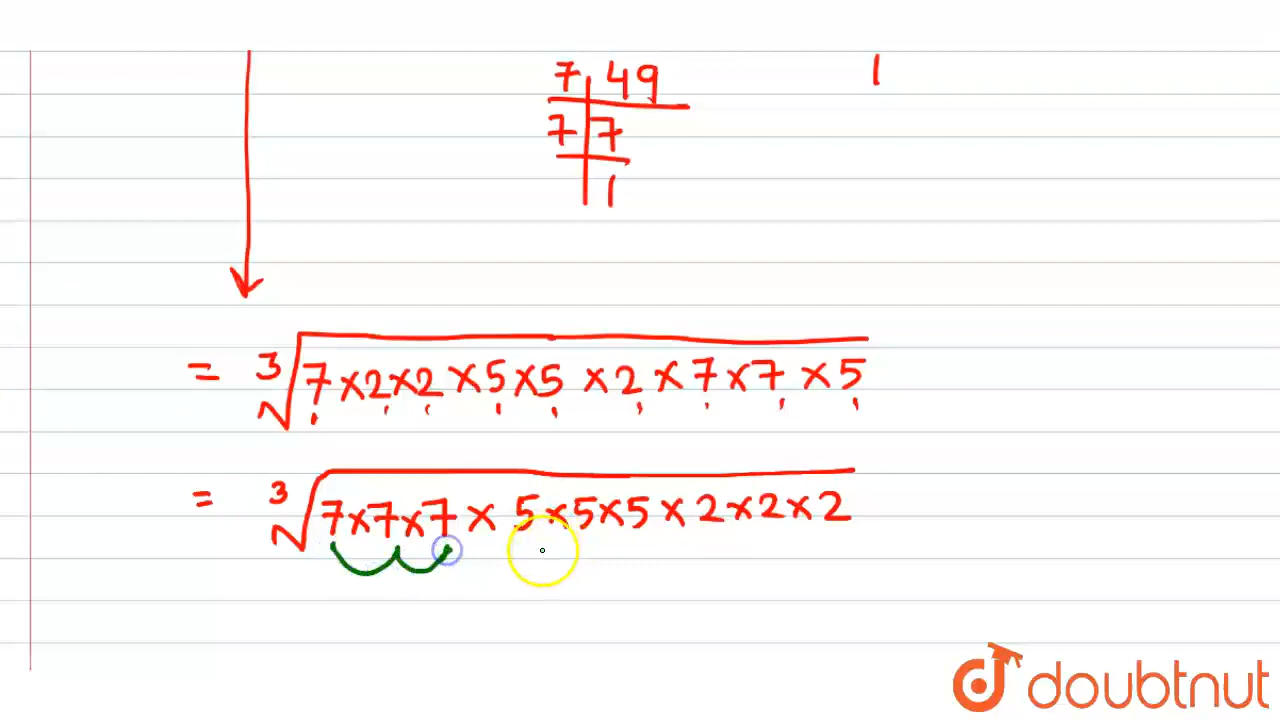 7 | 49
7 | 7
1
1
= ∛7×2×2×5×5×2×7×7×5
= ∛7×7×7×5×5×5×2×2×2
doubtnut